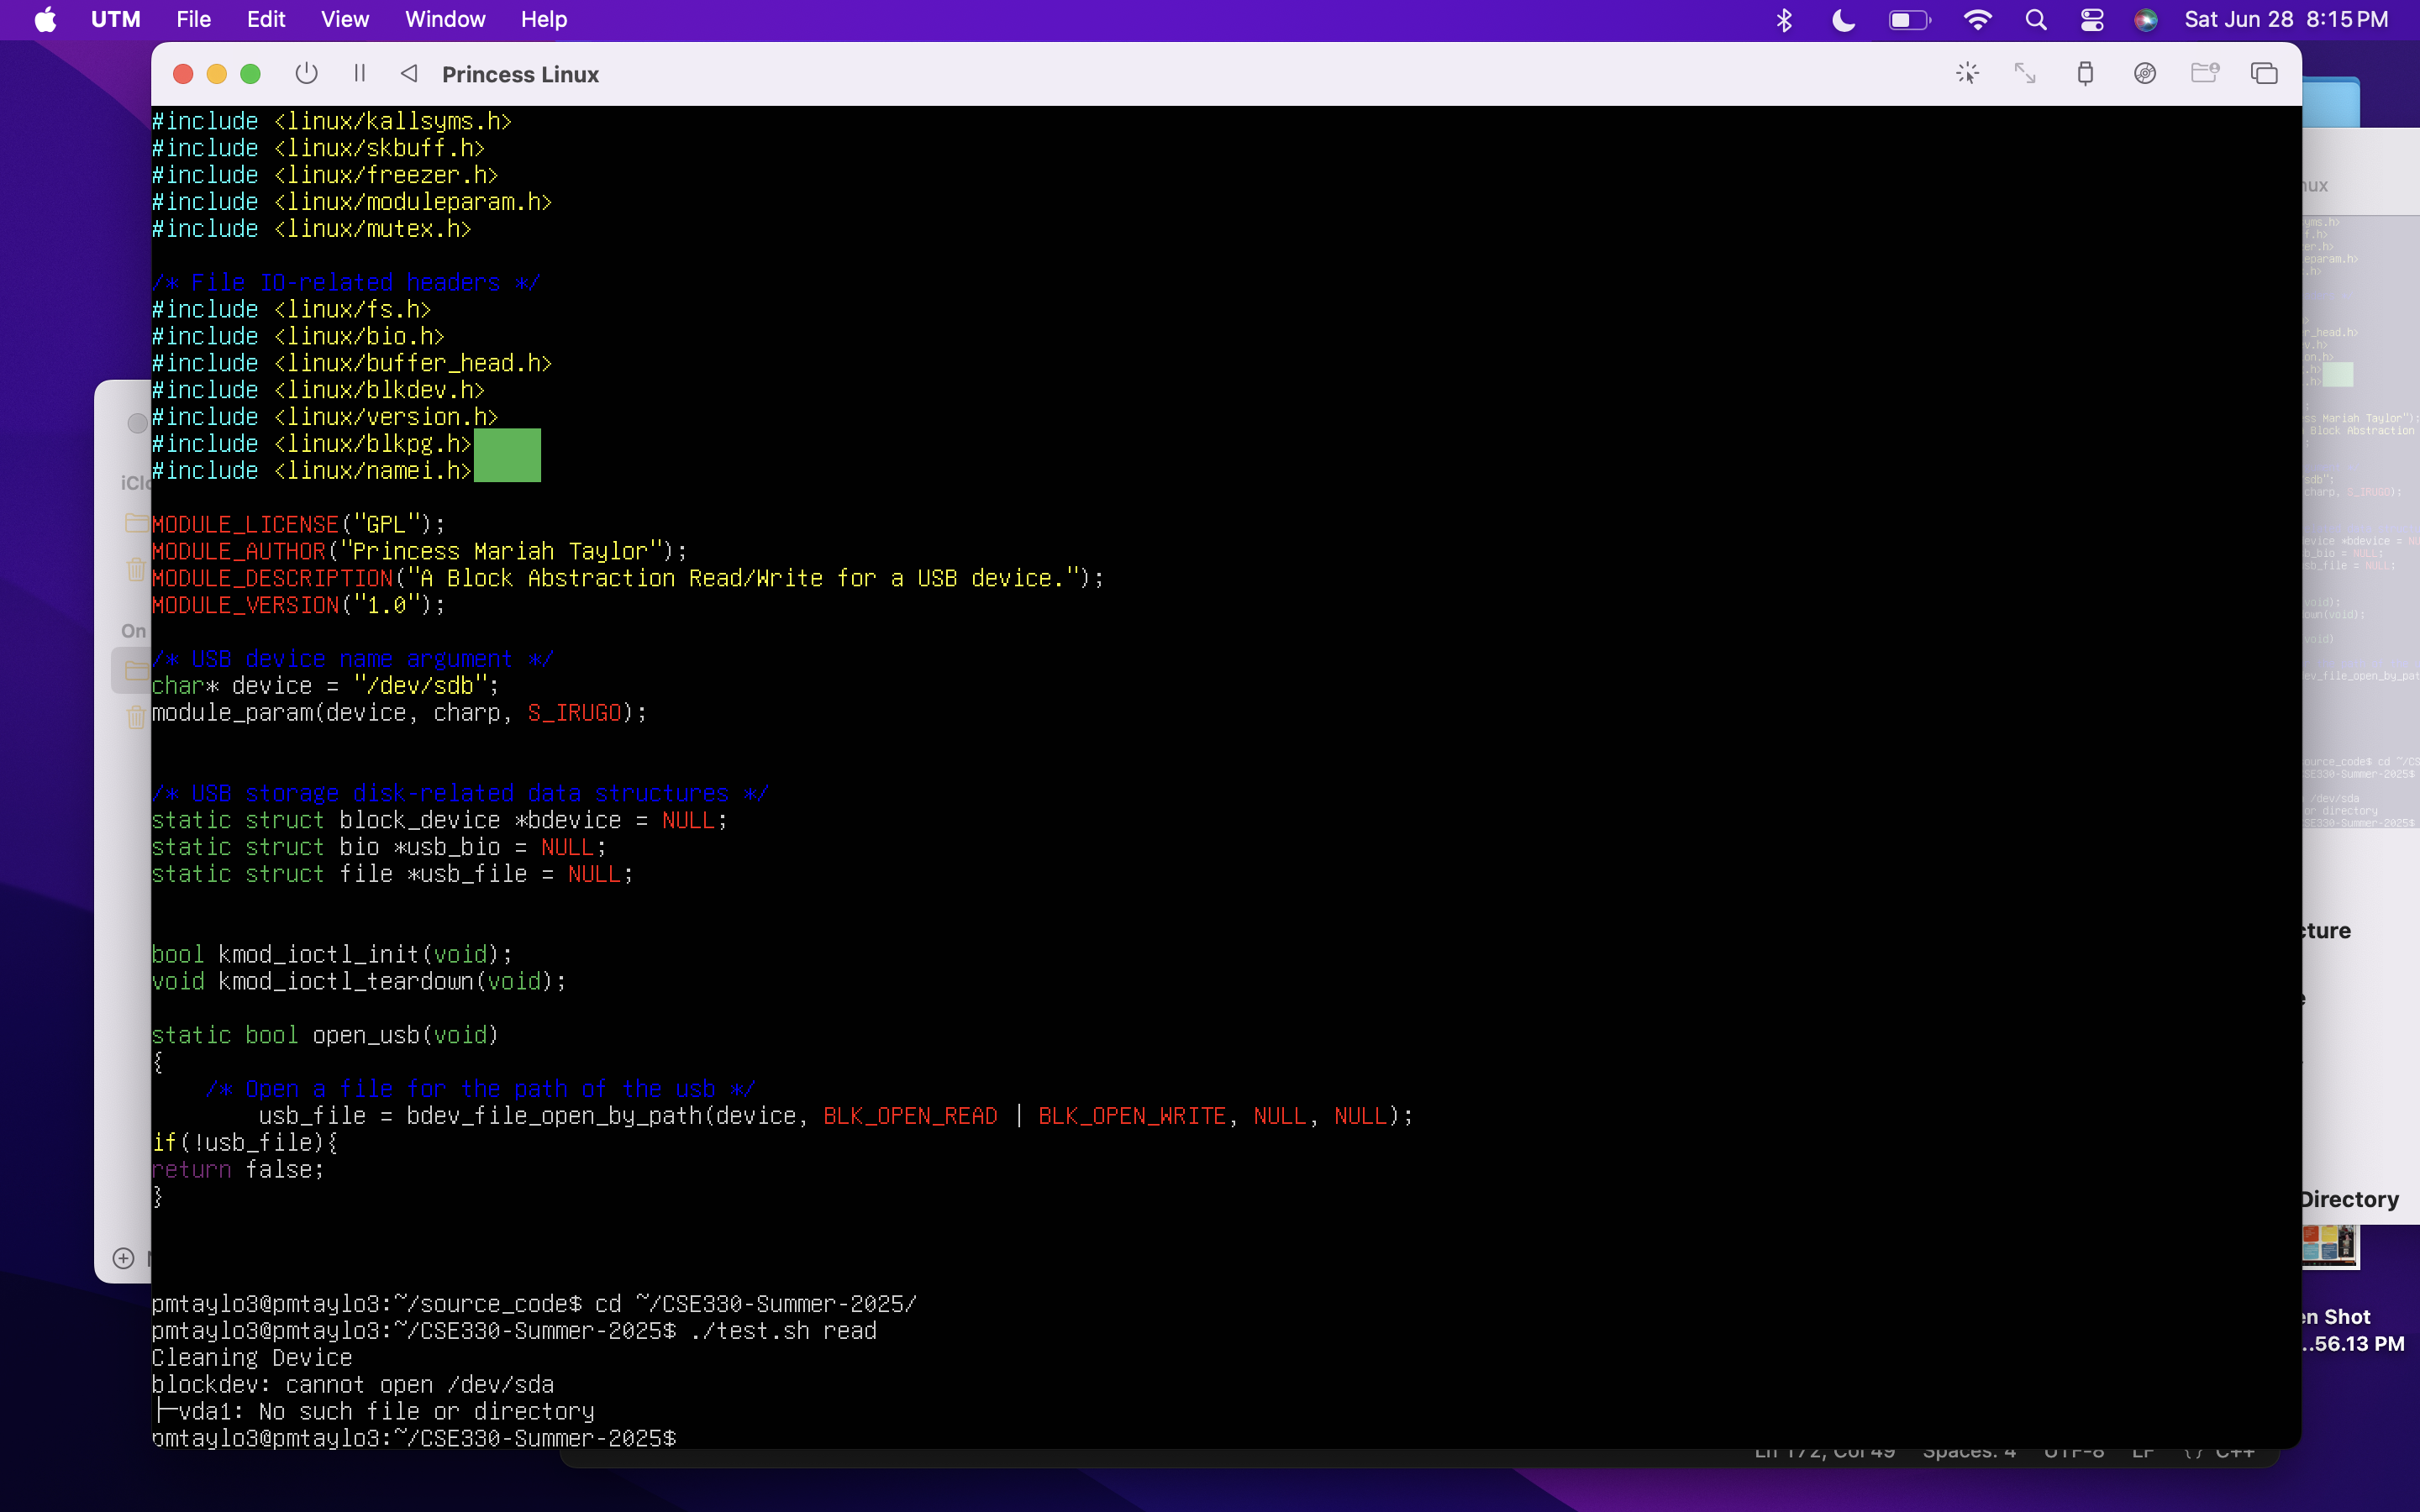 UTM File Edit View Window Help Sat Jun 28 8:15 PM
Princess Linux
#include <linux/kallsyms.h>
#include <linux/skbuff.h>
#include <linux/freezer.h>
#include <linux/moduleparam.h>
#include <linux/mutex.h>
/* File IO-related headers */
#include <linux/fs.h>
#include <linux/bio.h>
#include <linux/buffer_head.h>
#include <linux/blkdev.h>
#include <linux/version.h>
#include <linux/blkpg.h>
#include <linux/namei.h>
MODULE_LICENSE("GPL");
MODULE_AUTHOR("Princess Mariah Taylor");
MODULE_DESCRIPTION("A Block Abstraction Read/Write for a USB device.");
MODULE_VERSION("1.0");
/* USB device name argument */
char* device = "/dev/sdb";
module_param(device, charp, S_IRUGO);
/* USB storage disk-related data structures */
static struct block_device *bdevice = NULL;
static struct bio *usb_bio = NULL;
static struct file *usb_file = NULL;
bool kmod_ioctl_init(void);
void kmod_ioctl_teardown(void);
static bool open_usb(void)
{
/* Open a file for the path of the usb */
usb_file = bdev_file_open_by_path(device, BLK_OPEN_READ | BLK_OPEN_WRITE, NULL, NULL);
if(!usb_file){
return false;
}
pmtaylo3@pmtaylo3:~/source_code$ cd ~/CSE330-Summer-2025/
pmtaylo3@pmtaylo3:~/CSE330-Summer-2025$ ./test.sh read
Cleaning Device
blockdev: cannot open /dev/sda
├─vda1: No such file or directory
pmtaylo3@pmtaylo3:~/CSE330-Summer-2025$
On
Directory
Shot
..56.13 PM
Ln 172, Col 49 Spaces: 4 UTF-8 LF {} C++